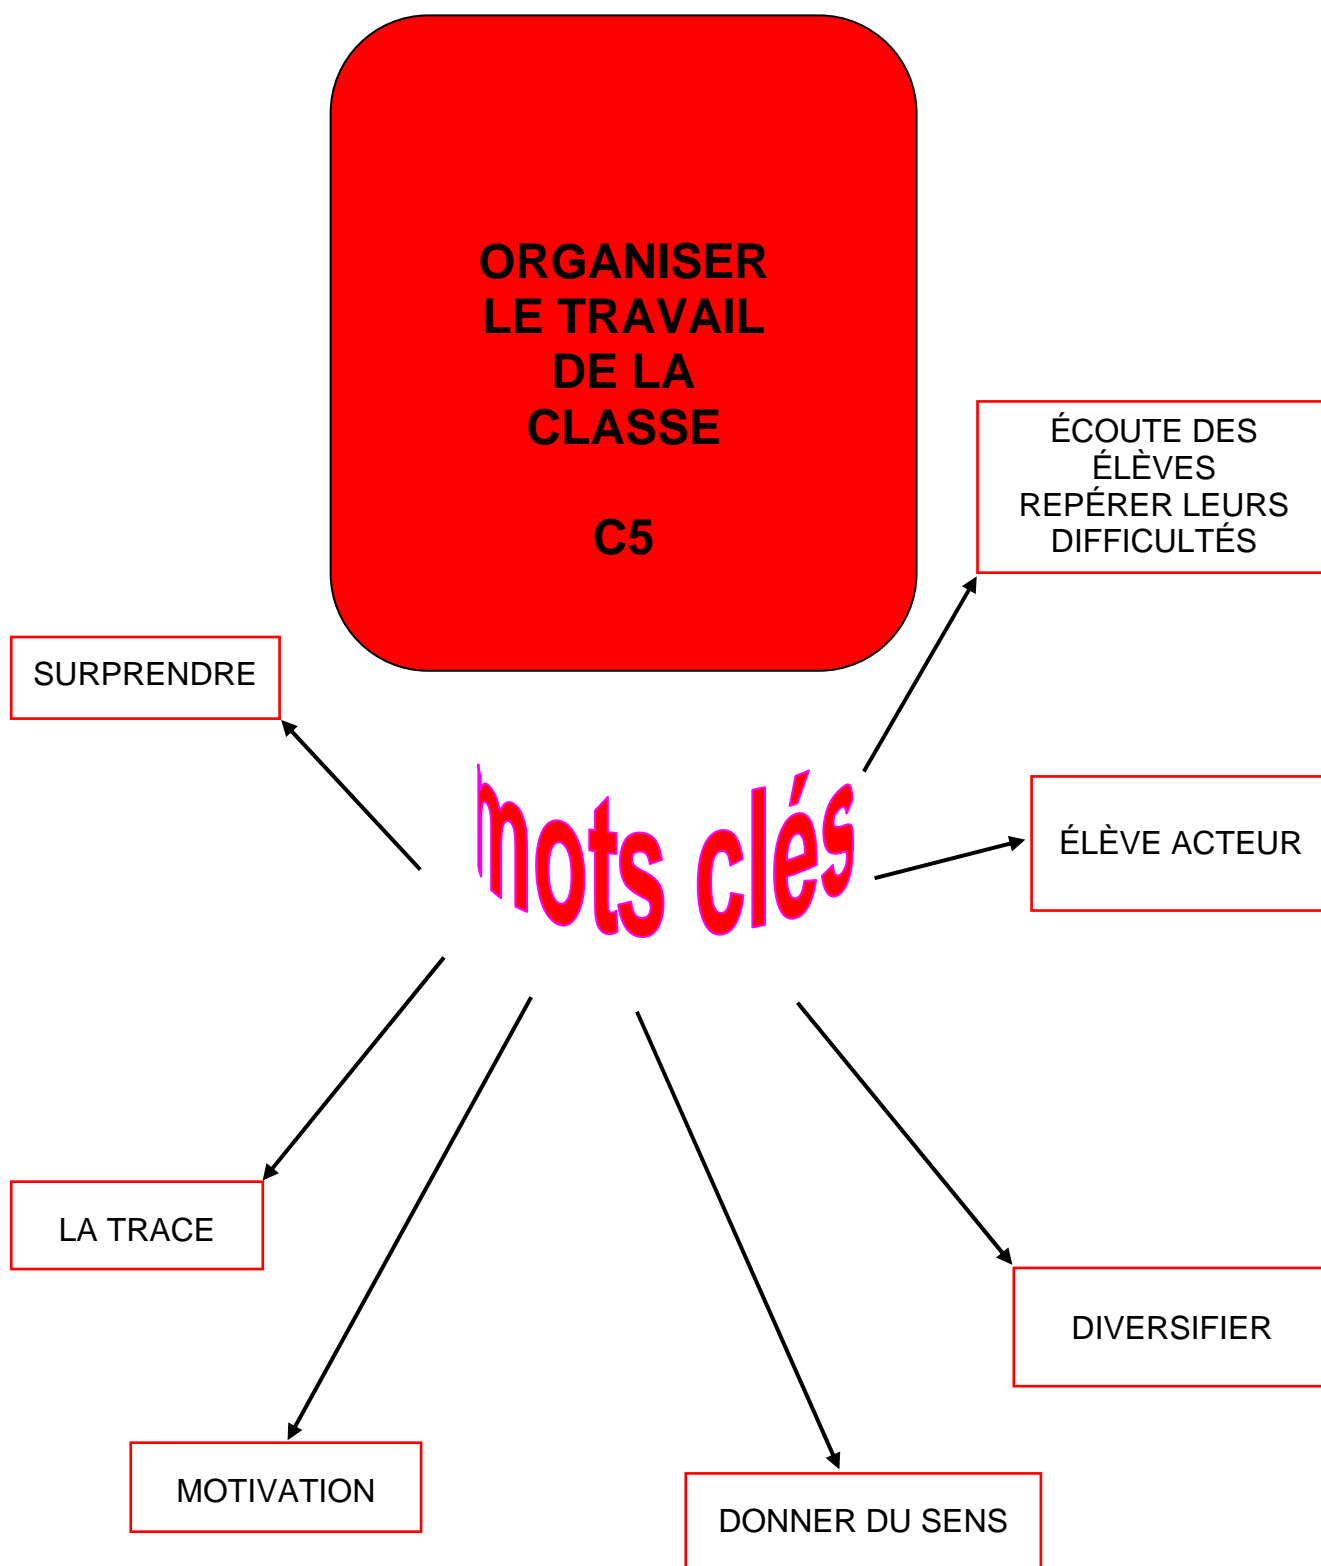 ORGANISER
LE TRAVAIL
DE LA
CLASSE
C5
ÉCOUTE DES
ÉLÈVES
REPÉRER LEURS
DIFFICULTÉS
SURPRENDRE
mots clés
ÉLÈVE ACTEUR
LA TRACE
DIVERSIFIER
MOTIVATION
DONNER DU SENS